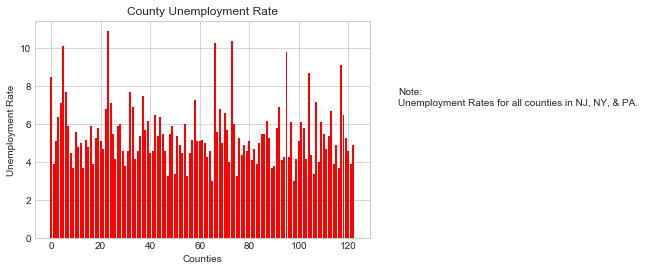 County Unemployment Rate
Unemployment Rate
10
8
6
4
2
0
0 20 40 60 80 100 120
Counties
Note:
Unemployment Rates for all counties in NJ, NY, & PA.